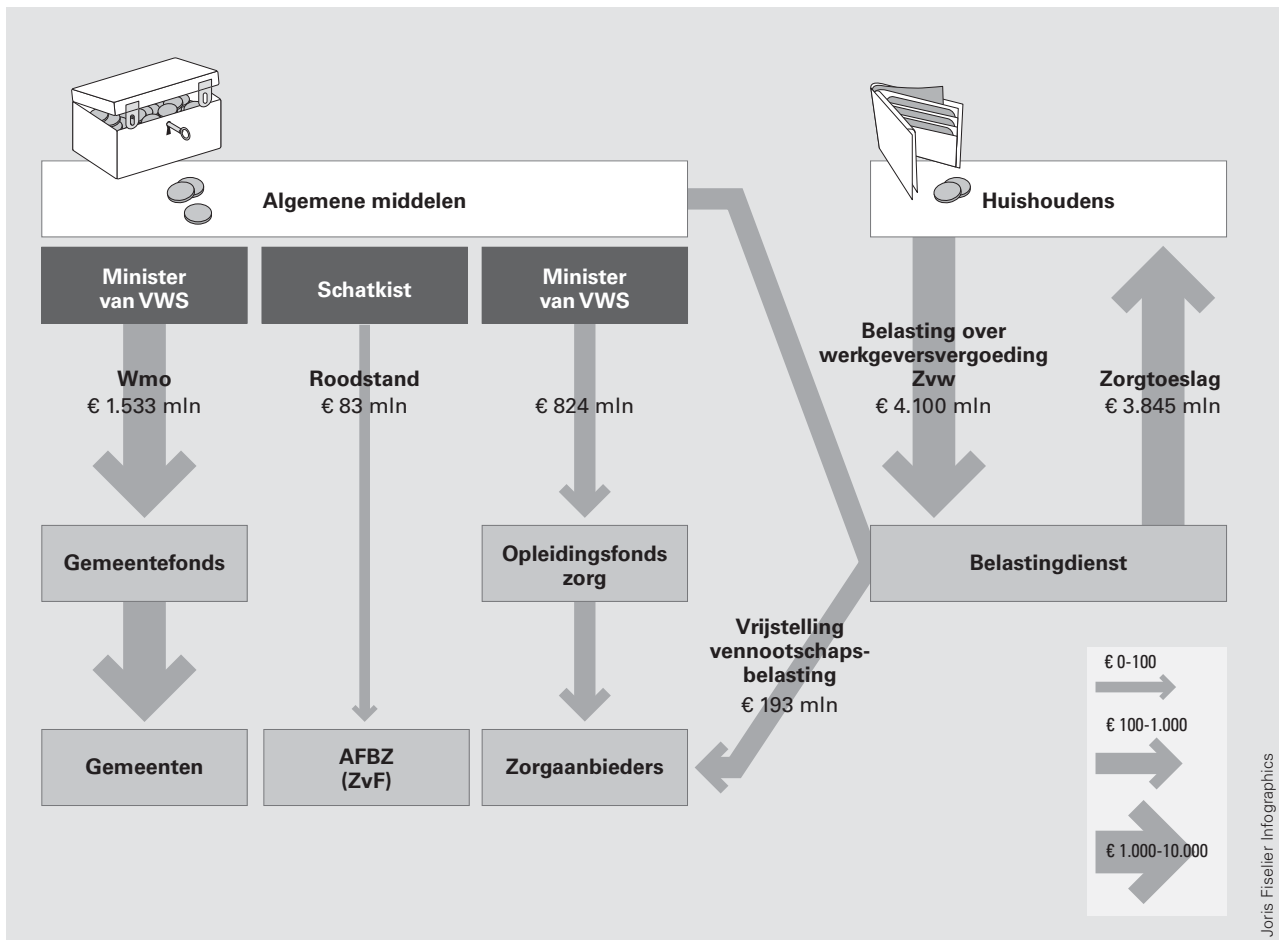 Algemene middelen
Huishoudens
Minister
van VWS
Schatkist
Minister
van VWS
Wmo
€ 1.533 mln
Roodstand
€ 83 mln
€ 824 mln
Belasting over
werkgeversvergoeding
Zvw
€ 4.100 mln
Zorgtoeslag
€ 3.845 mln
Gemeentefonds
Opleidingsfonds
zorg
Belastingdienst
Vrijstelling
vennootschaps-
belasting
€ 193 mln
Gemeenten
AFBZ
(ZvF)
Zorgaanbieders
€ 0-100
€ 100-1.000
€ 1.000-10.000
Joris Fiselier Infographics